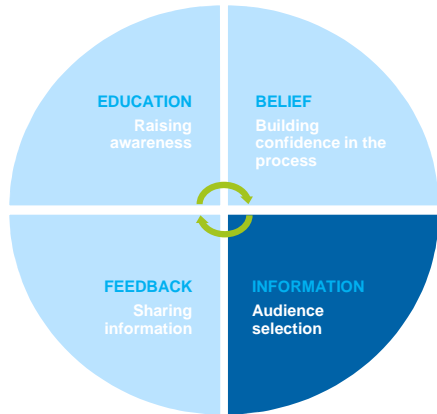 EDUCATION
Raising
awareness
BELIEF
Building
confidence in the
process
FEEDBACK
Sharing
information
INFORMATION
Audience
selection